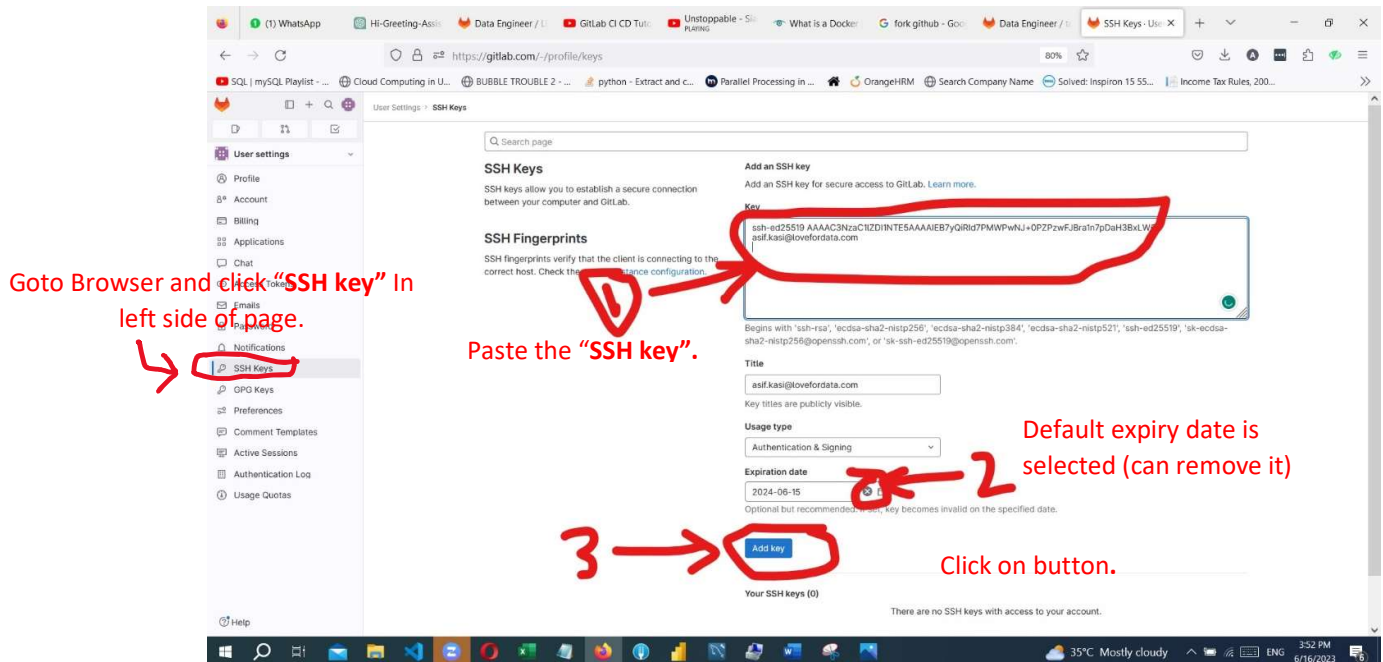 (1) WhatsApp
Hi-Greeting-Assis
Data Engineer / L
GitLab CI CD Tuto
Unstoppable - Sia
PLAYING
What is a Docker
fork github - Goo
Data Engineer / t
SSH Keys · Use
https://gitlab.com/-/profile/keys
80%
SQL | mySQL Playlist - ...
Cloud Computing in U...
BUBBLE TROUBLE 2 - ...
python - Extract and c...
Parallel Processing in ...
OrangeHRM
Search Company Name
Solved: Inspiron 15 55...
Income Tax Rules, 200...
User Settings > SSH Keys
Search page
User settings
Profile
Account
Billing
Applications
Chat
Access Tokens
Emails
Password
Notifications
SSH Keys
GPG Keys
Preferences
Comment Templates
Active Sessions
Authentication Log
Usage Quotas
Help
Goto Browser and click “SSH key” In
left side of page.
SSH Keys
SSH keys allow you to establish a secure connection
between your computer and GitLab.
SSH Fingerprints
SSH fingerprints verify that the client is connecting to the
correct host. Check the instance configuration.
1
Paste the “SSH key”.
Add an SSH key
Add an SSH key for secure access to GitLab. Learn more.
Key
ssh-ed25519
asif.kasi@lovefordata.com
Begins with 'ssh-rsa', 'ecdsa-sha2-nistp256', 'ecdsa-sha2-nistp384', 'ecdsa-sha2-nistp521', 'ssh-ed25519', 'sk-ecdsa-
sha2-nistp256@openssh.com', or 'sk-ssh-ed25519@openssh.com'.
Title
asif.kasi@lovefordata.com
Key titles are publicly visible.
Usage type
Authentication & Signing
Expiration date
2024-06-15
Optional but recommended. If set, key becomes invalid on the specified date.
2
Default expiry date is
selected (can remove it)
3
Add key
Click on button.
Your SSH keys (0)
There are no SSH keys with access to your account.
35°C Mostly cloudy
ENG
3:52 PM
6/16/2023
6